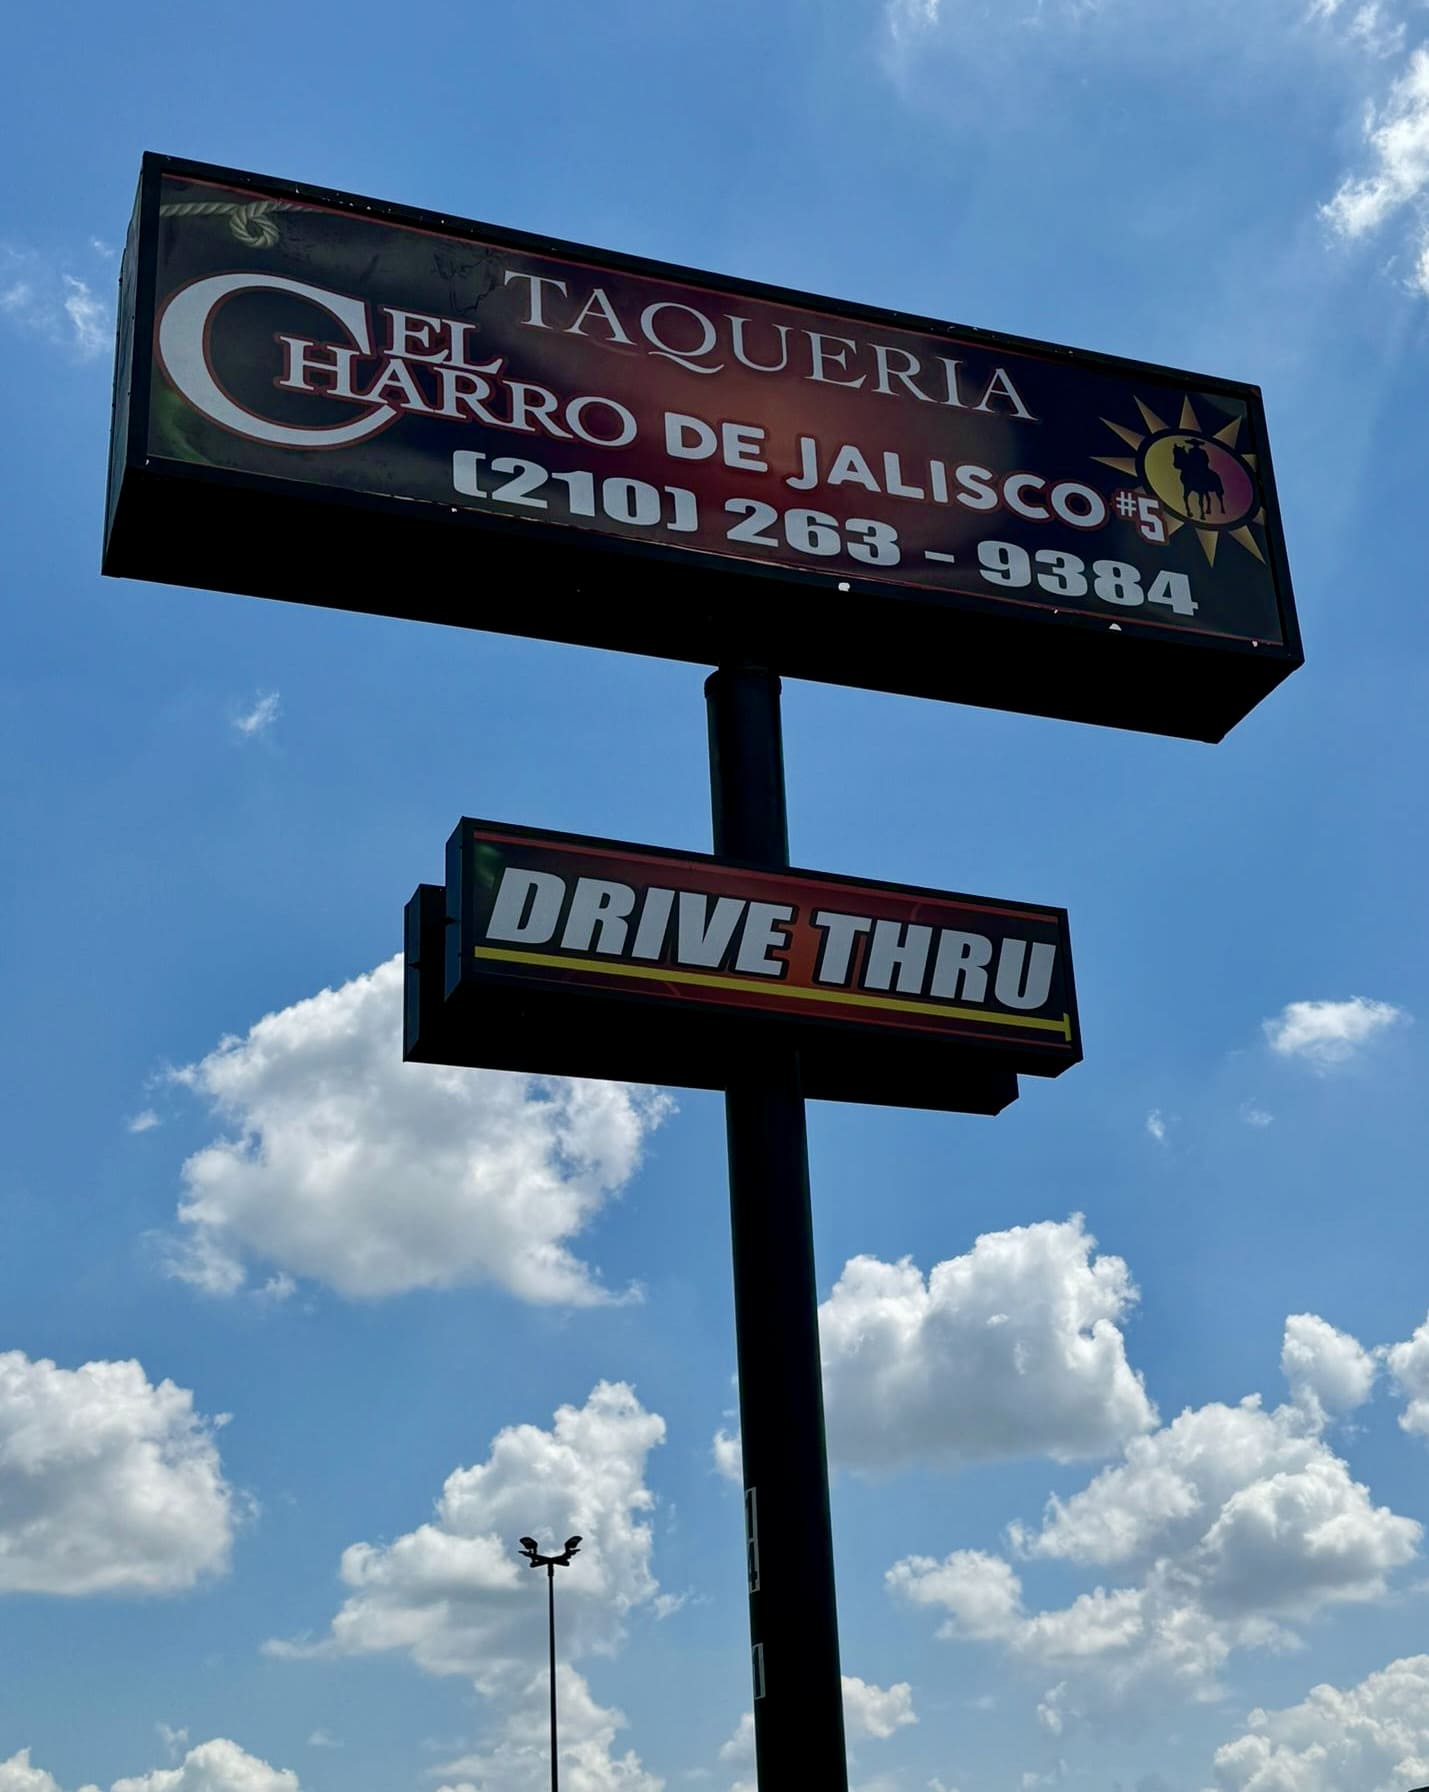 TAQUERIA
EL
CHARRO DE JALISCO #5
(210) 263 - 9384
DRIVE THRU